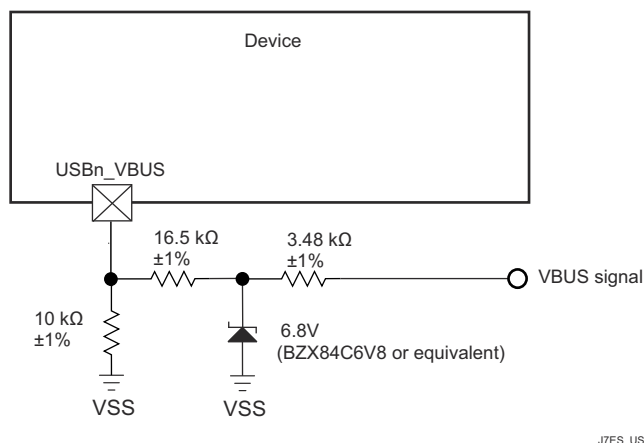 Device
USBn_VBUS
16.5 kΩ
±1%
3.48 kΩ
±1%
VBUS signal
10 kΩ
±1%
6.8V
(BZX84C6V8 or equivalent)
VSS
VSS